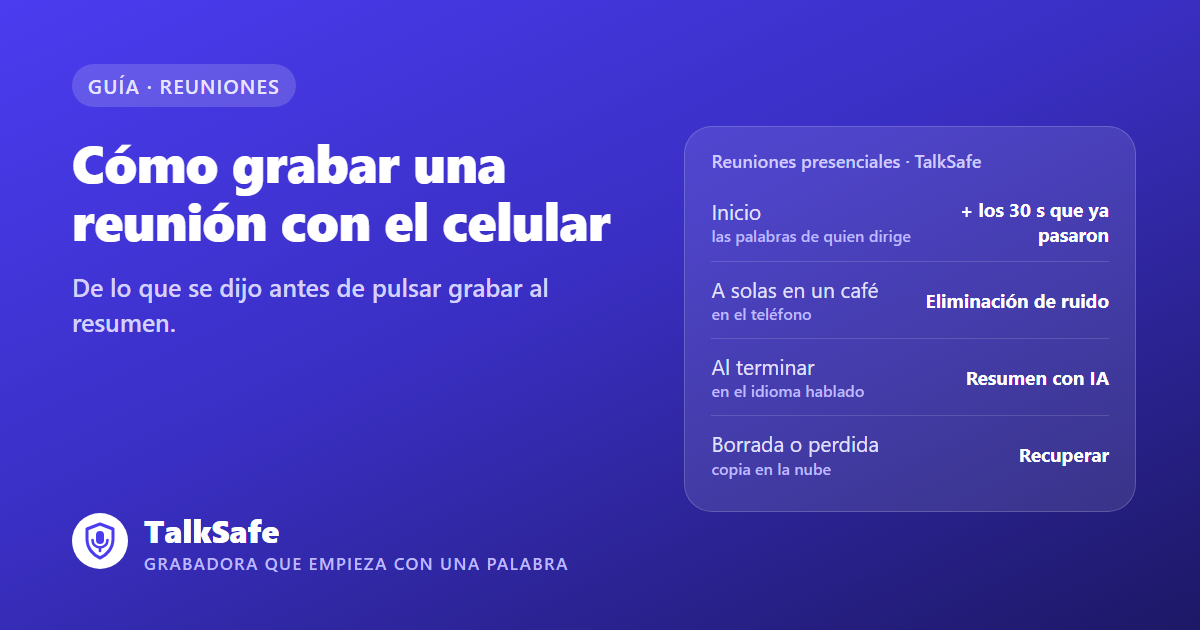 GUÍA · REUNIONES
Cómo grabar una
reunión con el celular
De lo que se dijo antes de pulsar grabar al
resumen.
Reuniones presenciales · TalkSafe
Inicio
las palabras de quien dirige
+ los 30 s que ya
pasaron
A solas en un café
en el teléfono
Eliminación de ruido
Al terminar
en el idioma hablado
Resumen con IA
Borrada o perdida
copia en la nube
Recuperar
TalkSafe
GRABADORA QUE EMPIEZA CON UNA PALABRA